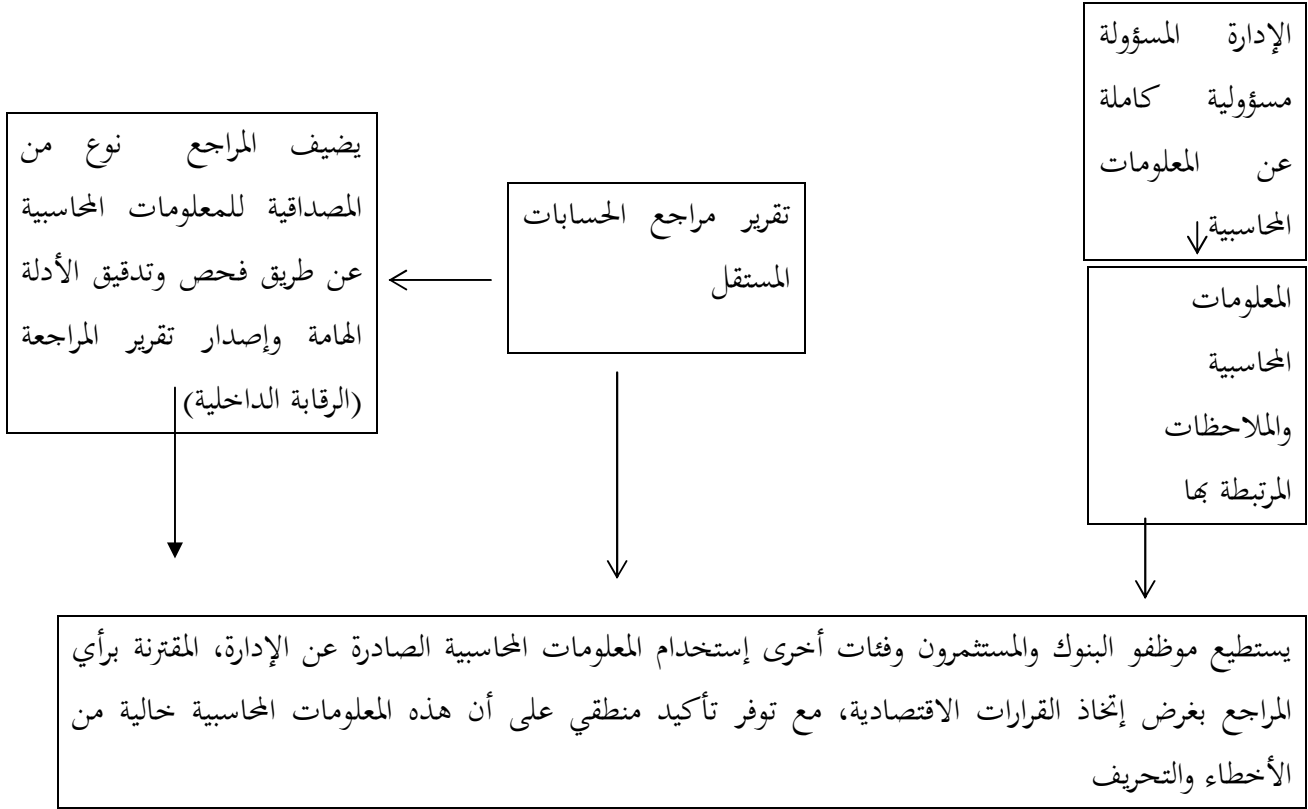 الإدارة المسؤولة
مسؤولية كاملة
عن المعلومات
المحاسبية
المعلومات
المحاسبية
والملاحظات
المرتبطة بها
تقرير مراجع الحسابات
المستقل
يضيف المراجع نوع من
المصداقية للمعلومات المحاسبية
عن طريق فحص وتدقيق الأدلة
الهامة وإصدار تقرير المراجعة
(الرقابة الداخلية)
يستطيع موظفو البنوك والمستثمرون وفئات أخرى إستخدام المعلومات المحاسبية الصادرة عن الإدارة، المقترنة برأي
المراجع بغرض إتخاذ القرارات الاقتصادية، مع توفر تأكيد منطقي على أن هذه المعلومات المحاسبية خالية من
الأخطاء والتحريف